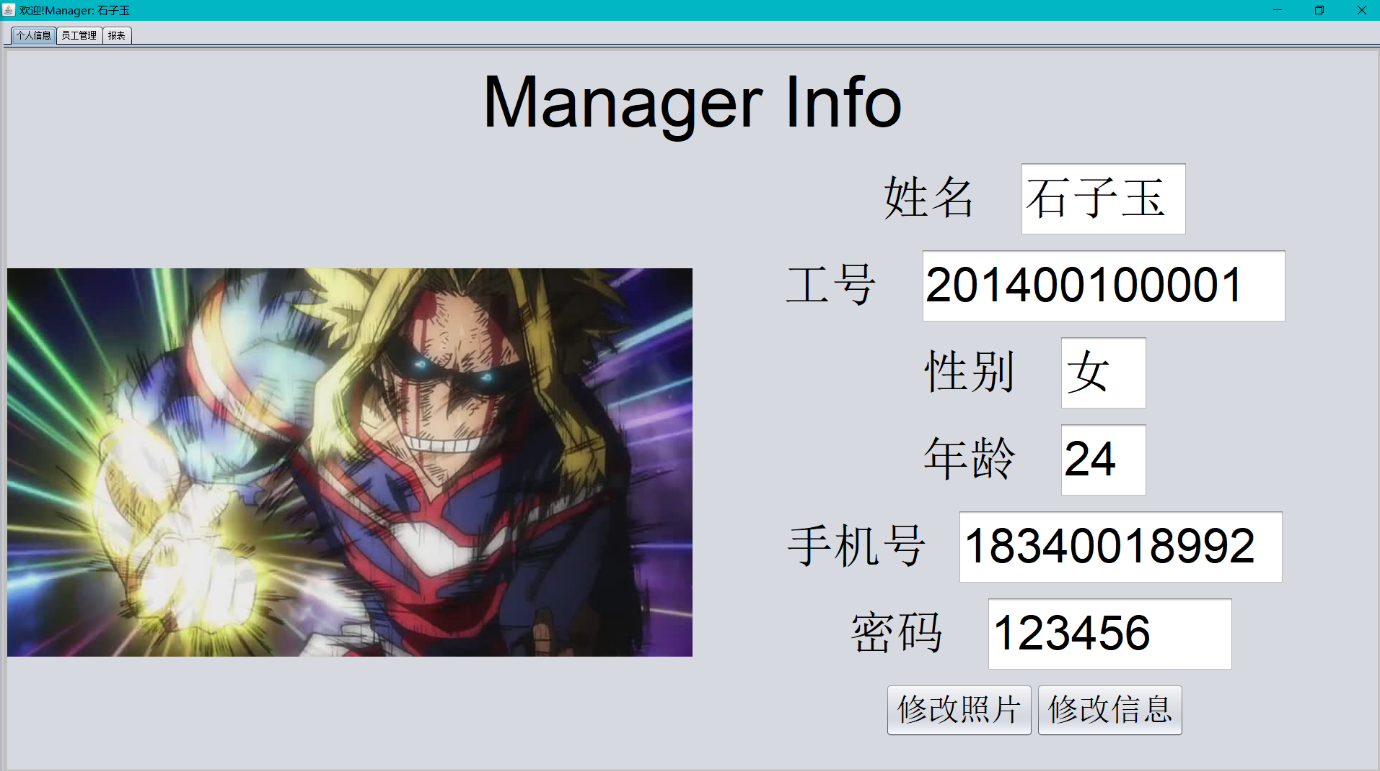 欢迎!Manager: 石子玉
个人信息 员工管理 报表
Manager Info
姓名 石子玉
工号 201400100001
性别 女
年龄 24
手机号 18340018992
密码 123456
修改照片 修改信息